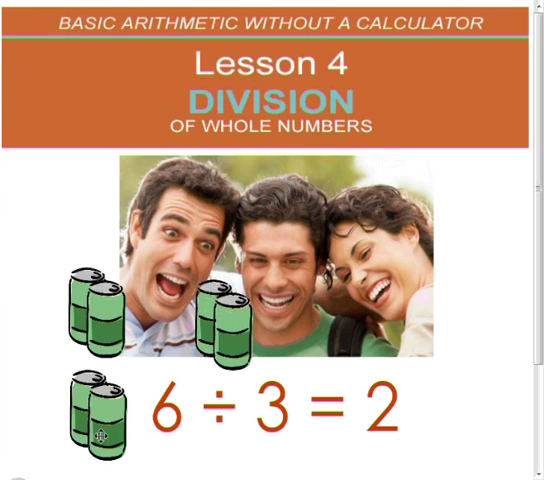 BASIC ARITHMETIC WITHOUT A CALCULATOR
Lesson 4
DIVISION
OF WHOLE NUMBERS
6 ÷ 3 = 2